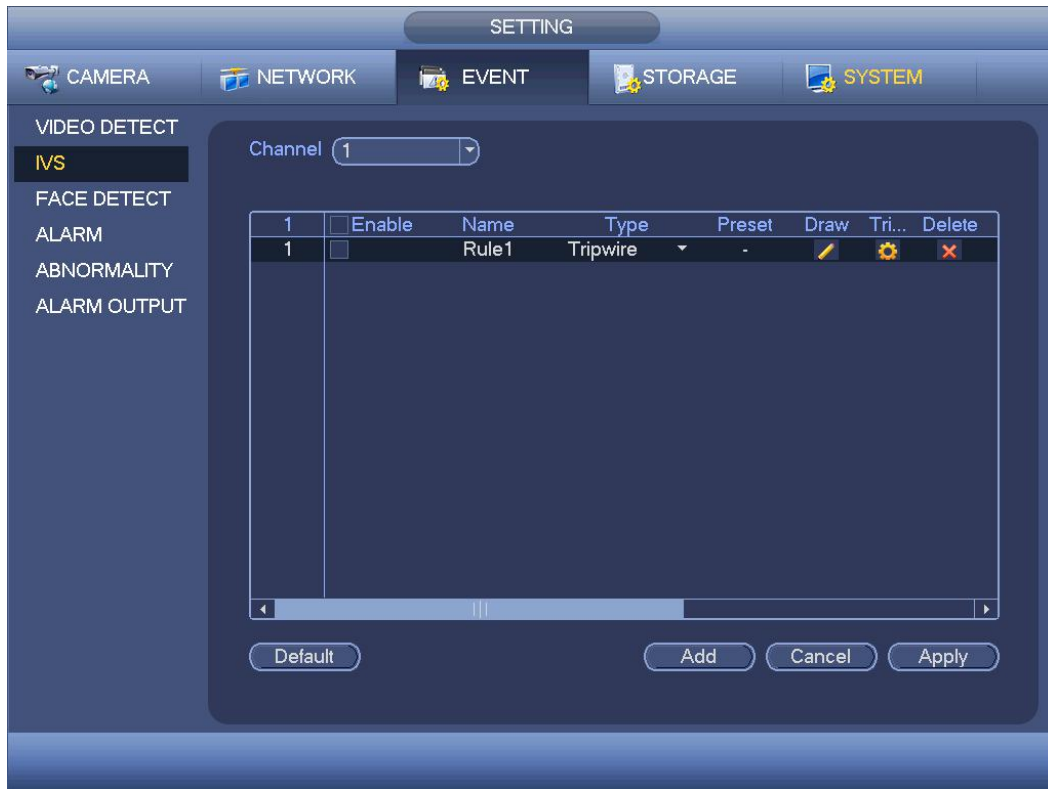 SETTING
CAMERA NETWORK EVENT STORAGE SYSTEM
VIDEO DETECT
IVS
FACE DETECT
ALARM
ABNORMALITY
ALARM OUTPUT
Channel 1
1 Enable Name Type Preset Draw Tri... Delete
1 Rule1 Tripwire -
Default Add Cancel Apply